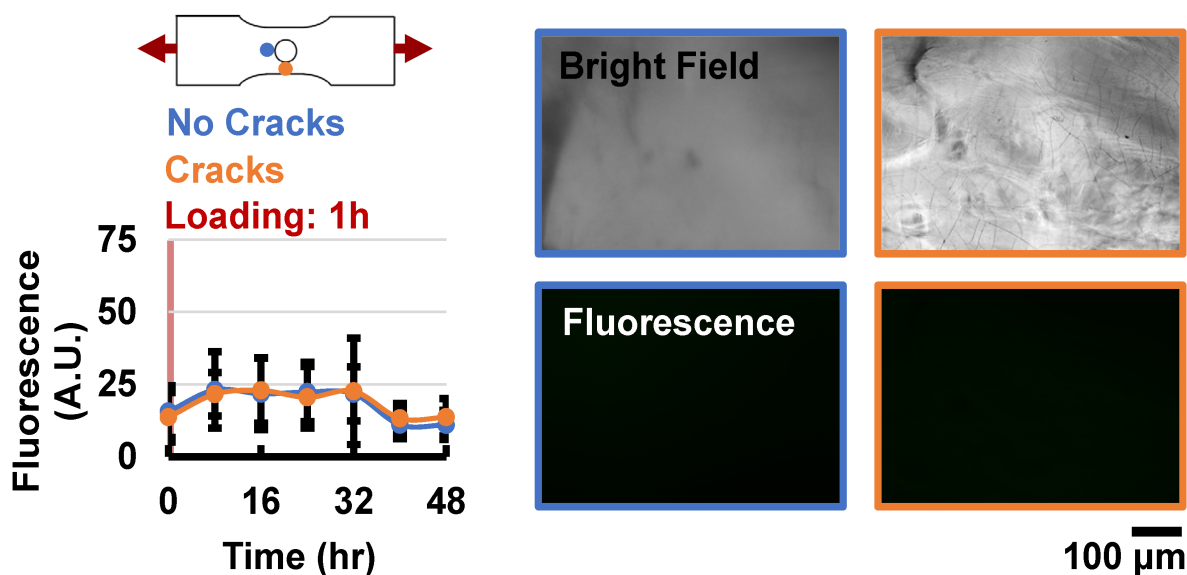 No Cracks
Cracks
Loading: 1h
75
50
25
0
Fluorescence
(A.U.)
0 16 32 48
Time (hr)
Bright Field
Fluorescence
100 µm